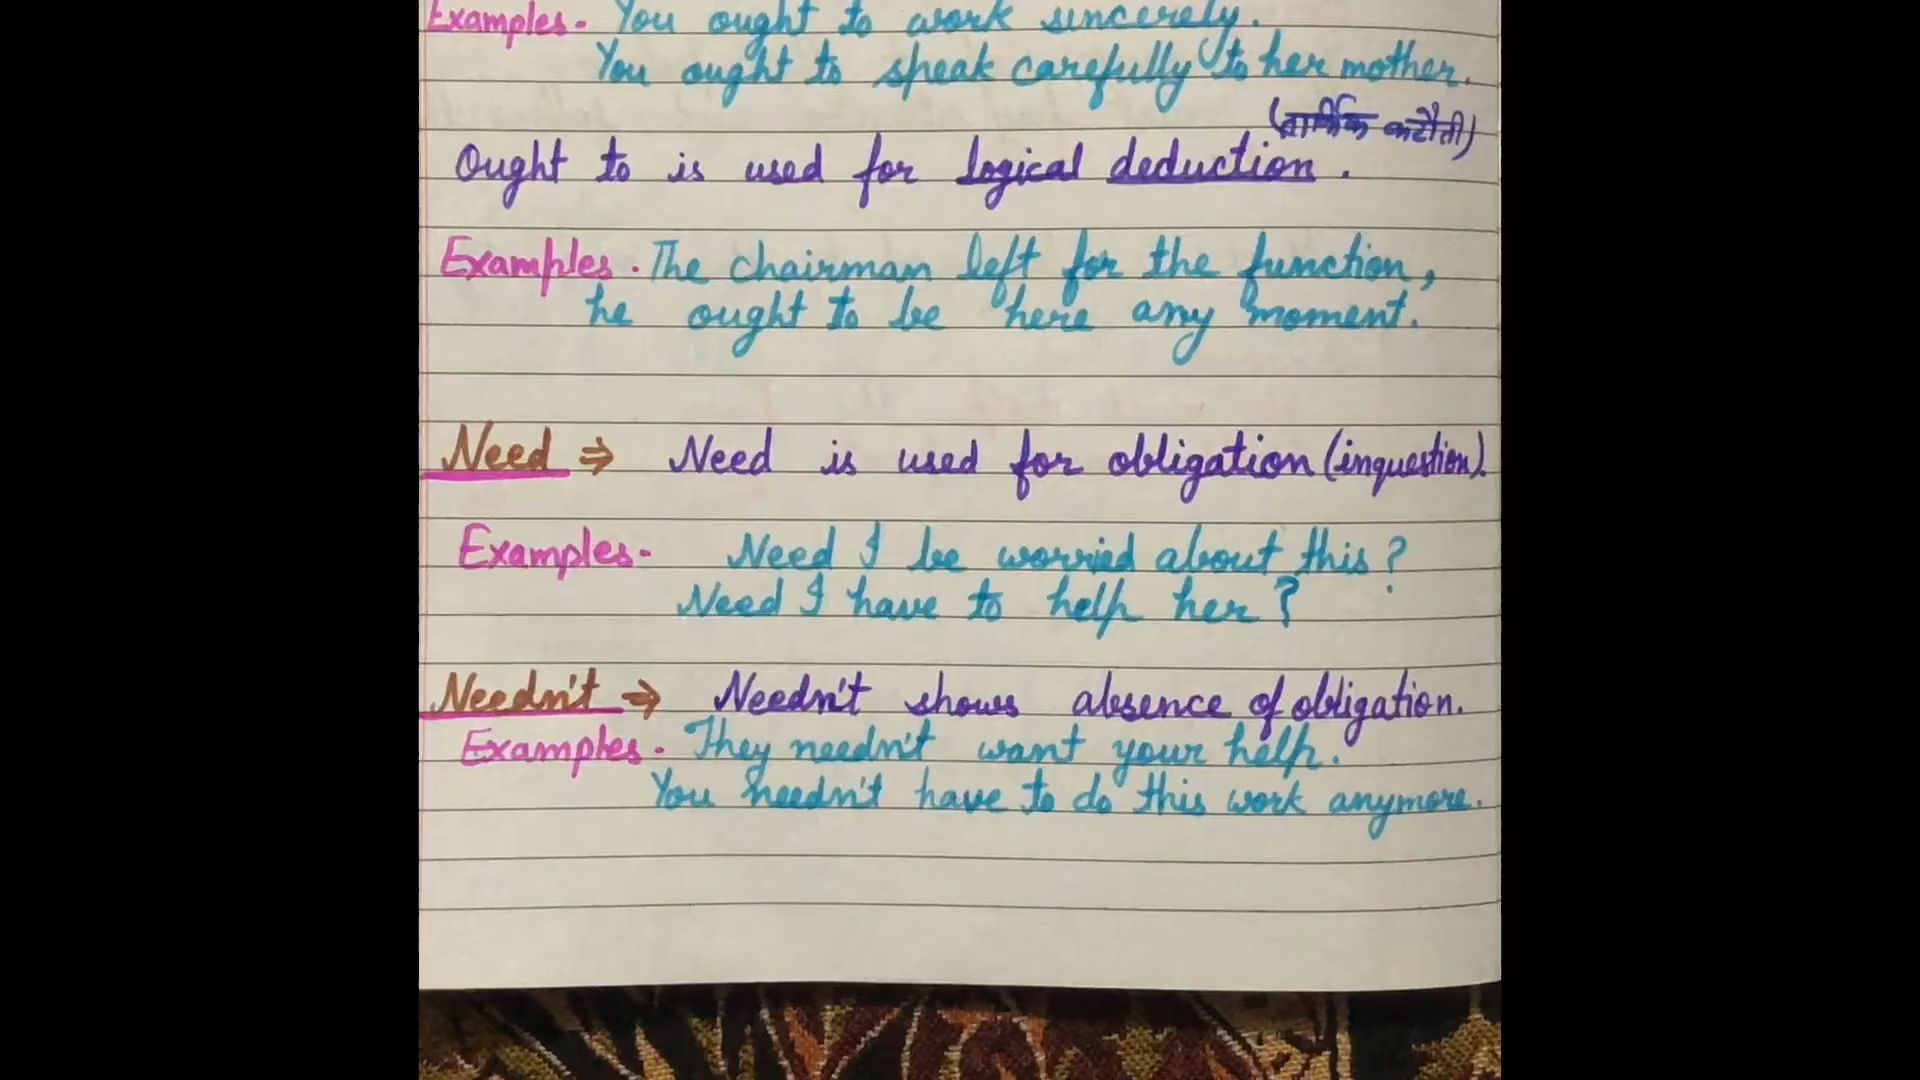 Examples. You ought to work sincerely.
You ought to speak carefully to her mother.
(तार्किक कटौती)
Ought to is used for logical deduction.
Examples. The chairman left for the function,
he ought to be here any moment.
Need ⇒ Need is used for obligation (inquestion).
Examples- Need I be worried about this?
Need I have to help her?
Needn't ⇒ Needn't shows absence of obligation.
Examples. They needn't want your help.
You needn't have to do this work anymore.